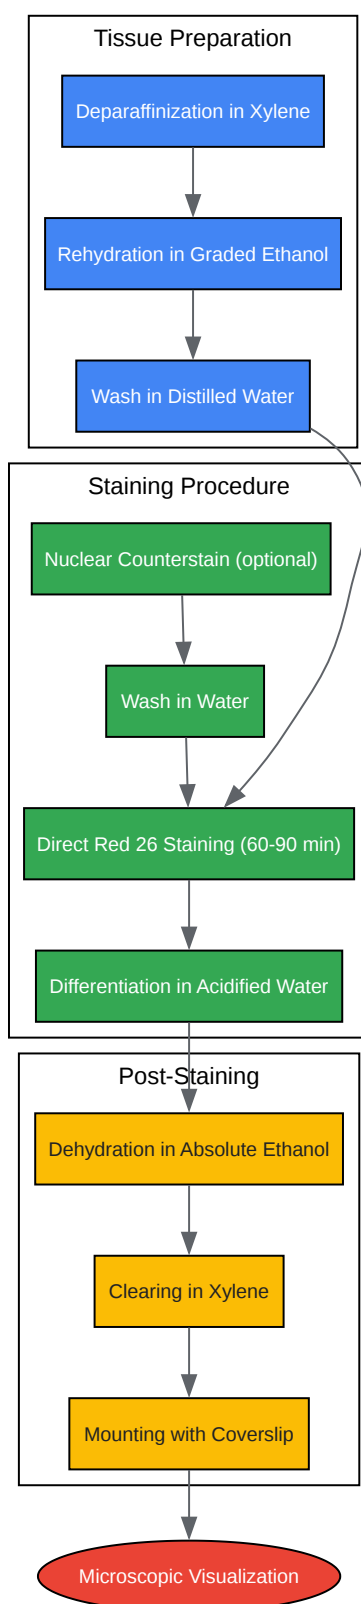 Tissue Preparation
Deparaffinization in Xylene
Rehydration in Graded Ethanol
Wash in Distilled Water
Staining Procedure
Nuclear Counterstain (optional)
Wash in Water
Direct Red 26 Staining (60-90 min)
Differentiation in Acidified Water
Post-Staining
Dehydration in Absolute Ethanol
Clearing in Xylene
Mounting with Coverslip
Microscopic Visualization